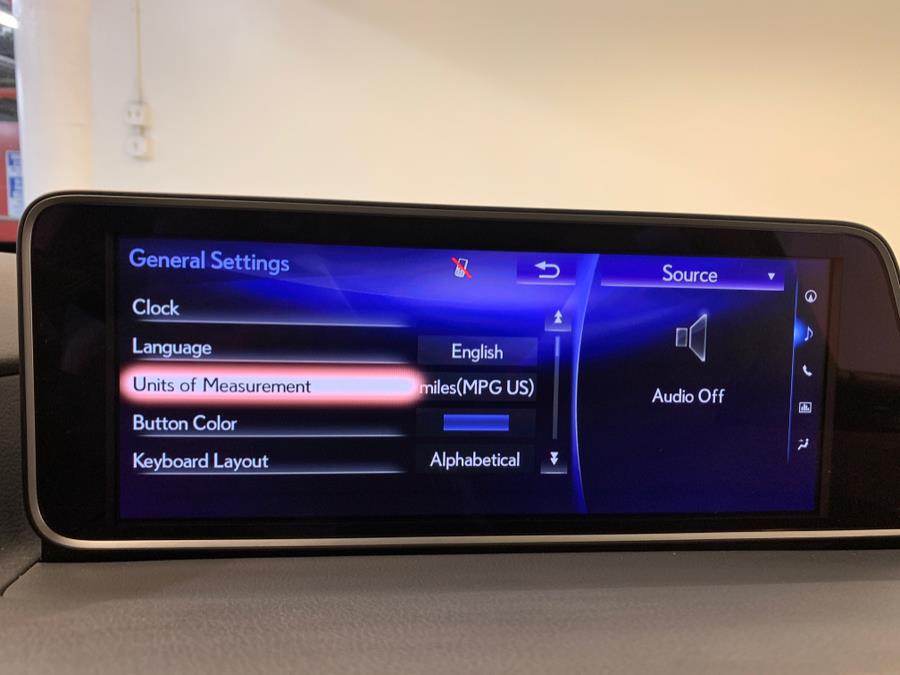 General Settings
Clock
Language English
Units of Measurement miles(MPG US)
Button Color
Keyboard Layout Alphabetical
Source
Audio Off